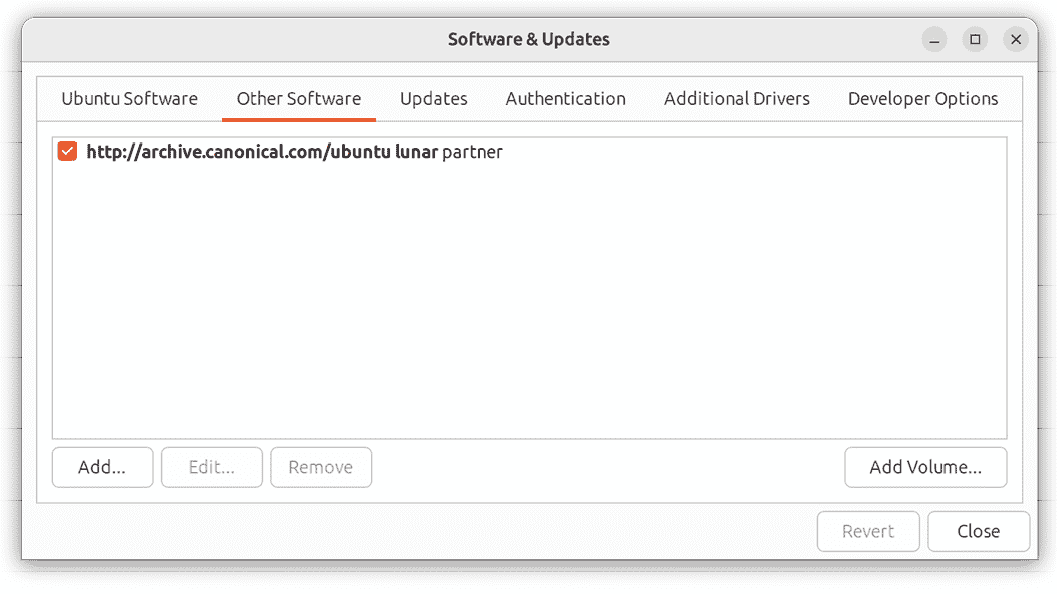 Software & Updates
Ubuntu Software Other Software Updates Authentication Additional Drivers Developer Options
http://archive.canonical.com/ubuntu lunar partner
Add... Edit... Remove Add Volume...
Revert Close